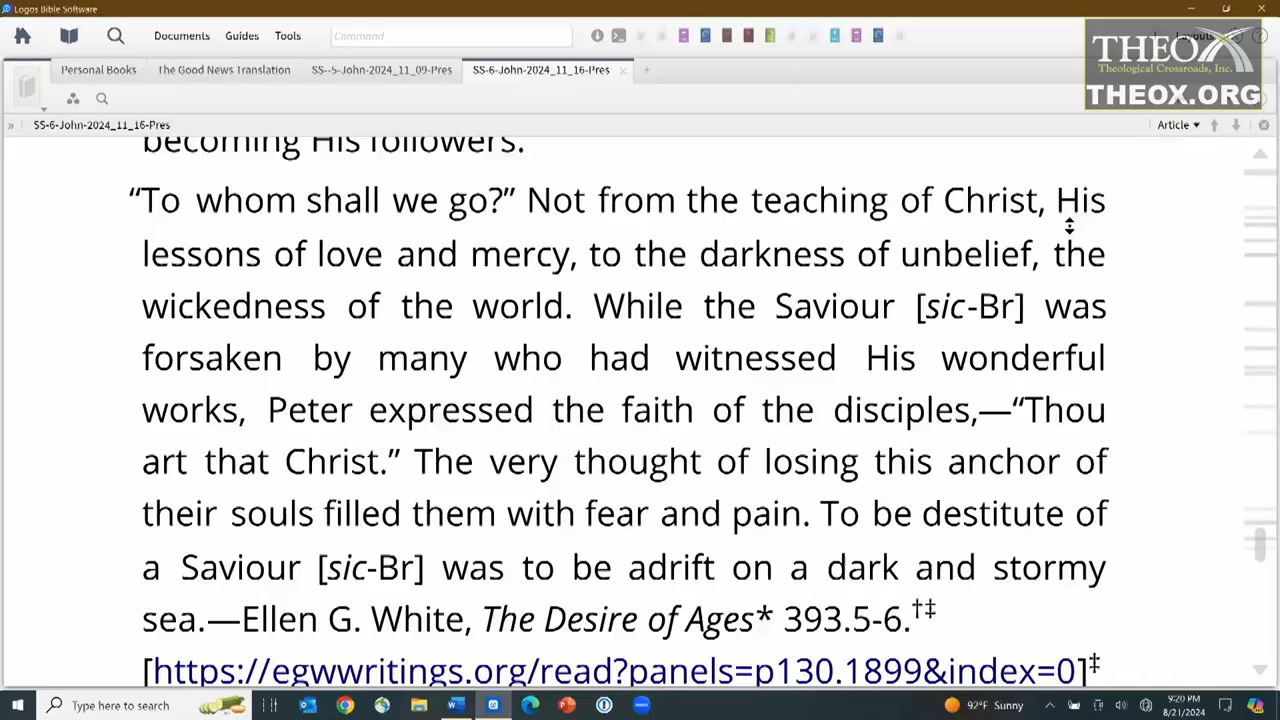 Logos Bible Software
Documents Guides Tools Command
THEOX
Theological Crossroads, Inc.
THEOX.ORG
Personal Books The Good News Translation SS--5-John-2024_11_09-Pres SS-6-John-2024_11_16-Pres
SS-6-John-2024_11_16-Pres Article
becoming His followers.
“To whom shall we go?” Not from the teaching of Christ, His
lessons of love and mercy, to the darkness of unbelief, the
wickedness of the world. While the Saviour [sic-Br] was
forsaken by many who had witnessed His wonderful
works, Peter expressed the faith of the disciples,—“Thou
art that Christ.” The very thought of losing this anchor of
their souls filled them with fear and pain. To be destitute of
a Saviour [sic-Br] was to be adrift on a dark and stormy
sea.—Ellen G. White, The Desire of Ages* 393.5-6.†‡
[https://egwwritings.org/read?panels=p130.1899&index=0]‡
Type here to search
92°F Sunny
9:20 PM
8/21/2024